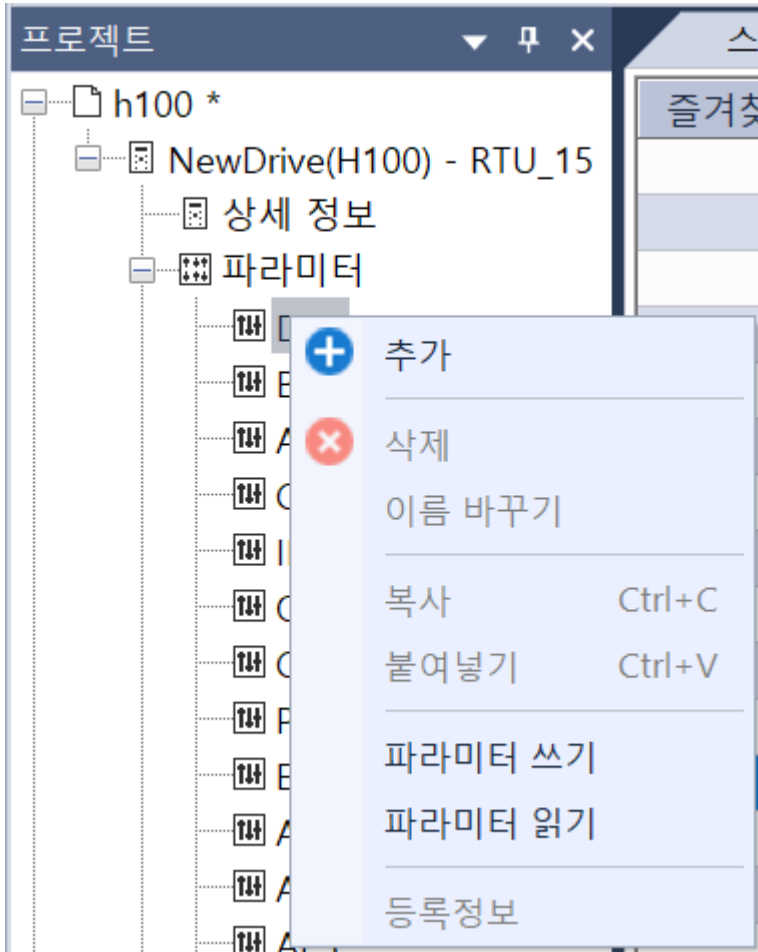 프로젝트
스
h100 *
즐겨찾
NewDrive(H100) - RTU_15
상세 정보
파라미터
추가
삭제
이름 바꾸기
복사 Ctrl+C
붙여넣기 Ctrl+V
파라미터 쓰기
파라미터 읽기
등록정보